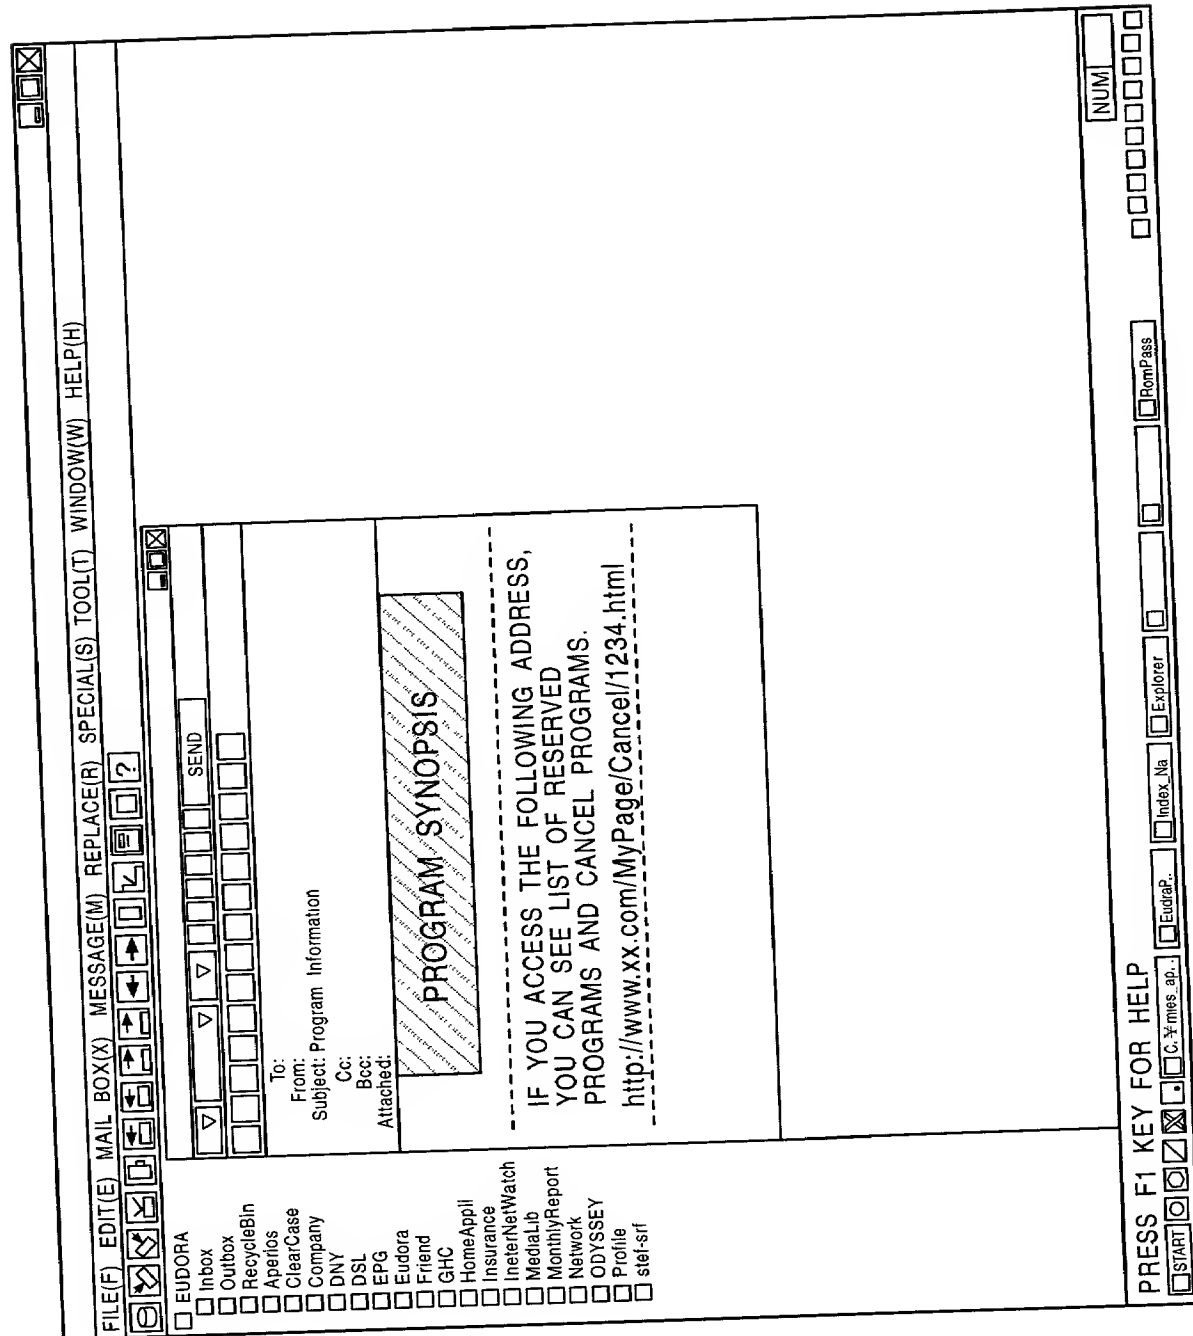 FILE(F) EDIT(E) MAIL BOX(X) MESSAGE(M) REPLACE(R) SPECIAL(S) TOOL(T) WINDOW(W) HELP(H)
?
EUDORA
Inbox
Outbox
RecycleBin
Aperios
ClearCase
Company
DNY
DSL
EPG
Eudora
Friend
GHC
HomeAppil
Insurance
IneterNetWatch
MediaLib
MonthlyReport
Network
ODYSSEY
Profile
stef-srf
SEND
To:
From:
Subject: Program Information
Cc:
Bcc:
Attached:
PROGRAM SYNOPSIS
IF YOU ACCESS THE FOLLOWING ADDRESS,
YOU CAN SEE LIST OF RESERVED
PROGRAMS AND CANCEL PROGRAMS.
http://www.xx.com/MyPage/Cancel/1234.html
PRESS F1 KEY FOR HELP
NUM
START C.¥mies_ap.. EudraP.. Index_Na Explorer RomPass